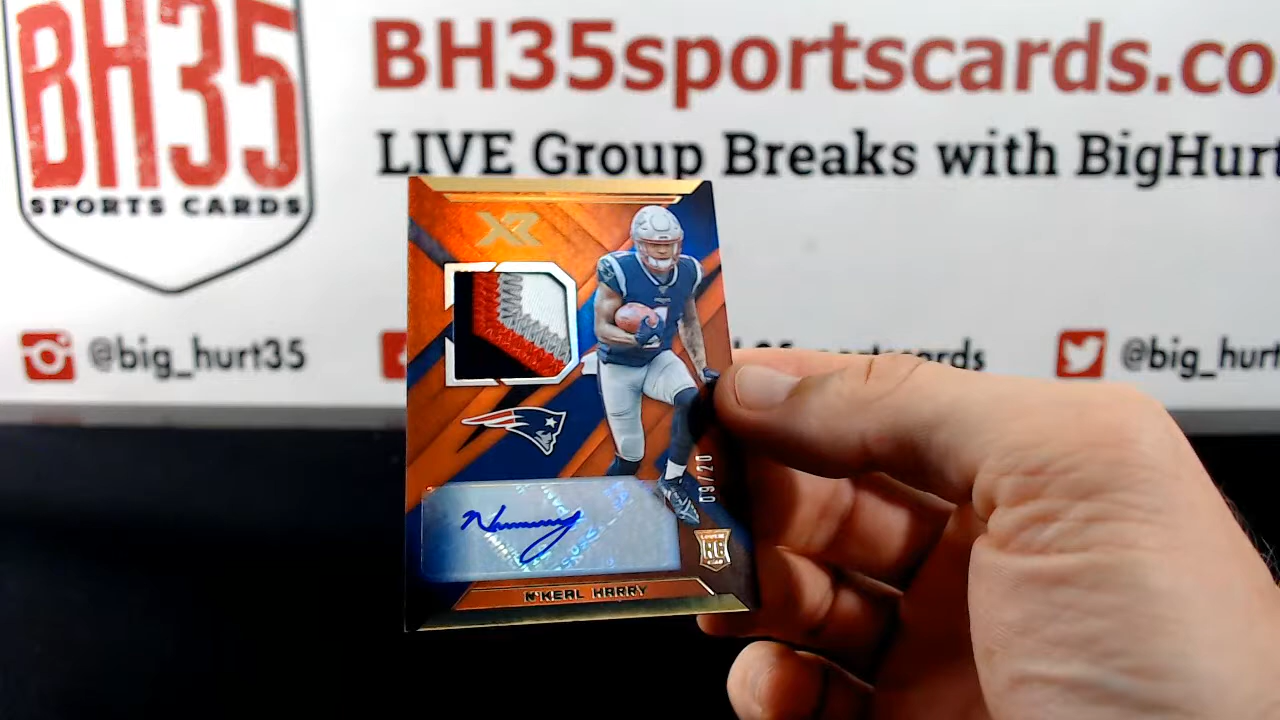 BH35
SPORTS CARDS
BH35sportscards.co
LIVE Group Breaks with BigHurt
@big_hurt35
@big_hurt
XR
09/20
RC
N'KEAL HARRY